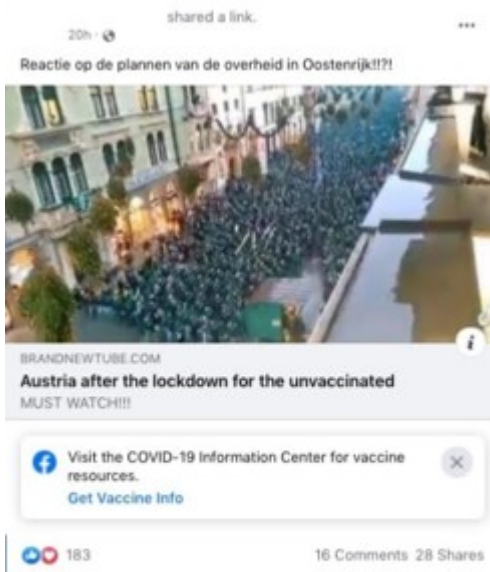 shared a link.
20h
Reactie op de plannen van de overheid in Oostenrijk!!?!
BRANDNEWTUBE.COM
Austria after the lockdown for the unvaccinated
MUST WATCH!!!
Visit the COVID-19 Information Center for vaccine
resources.
Get Vaccine Info
183
16 Comments 28 Shares